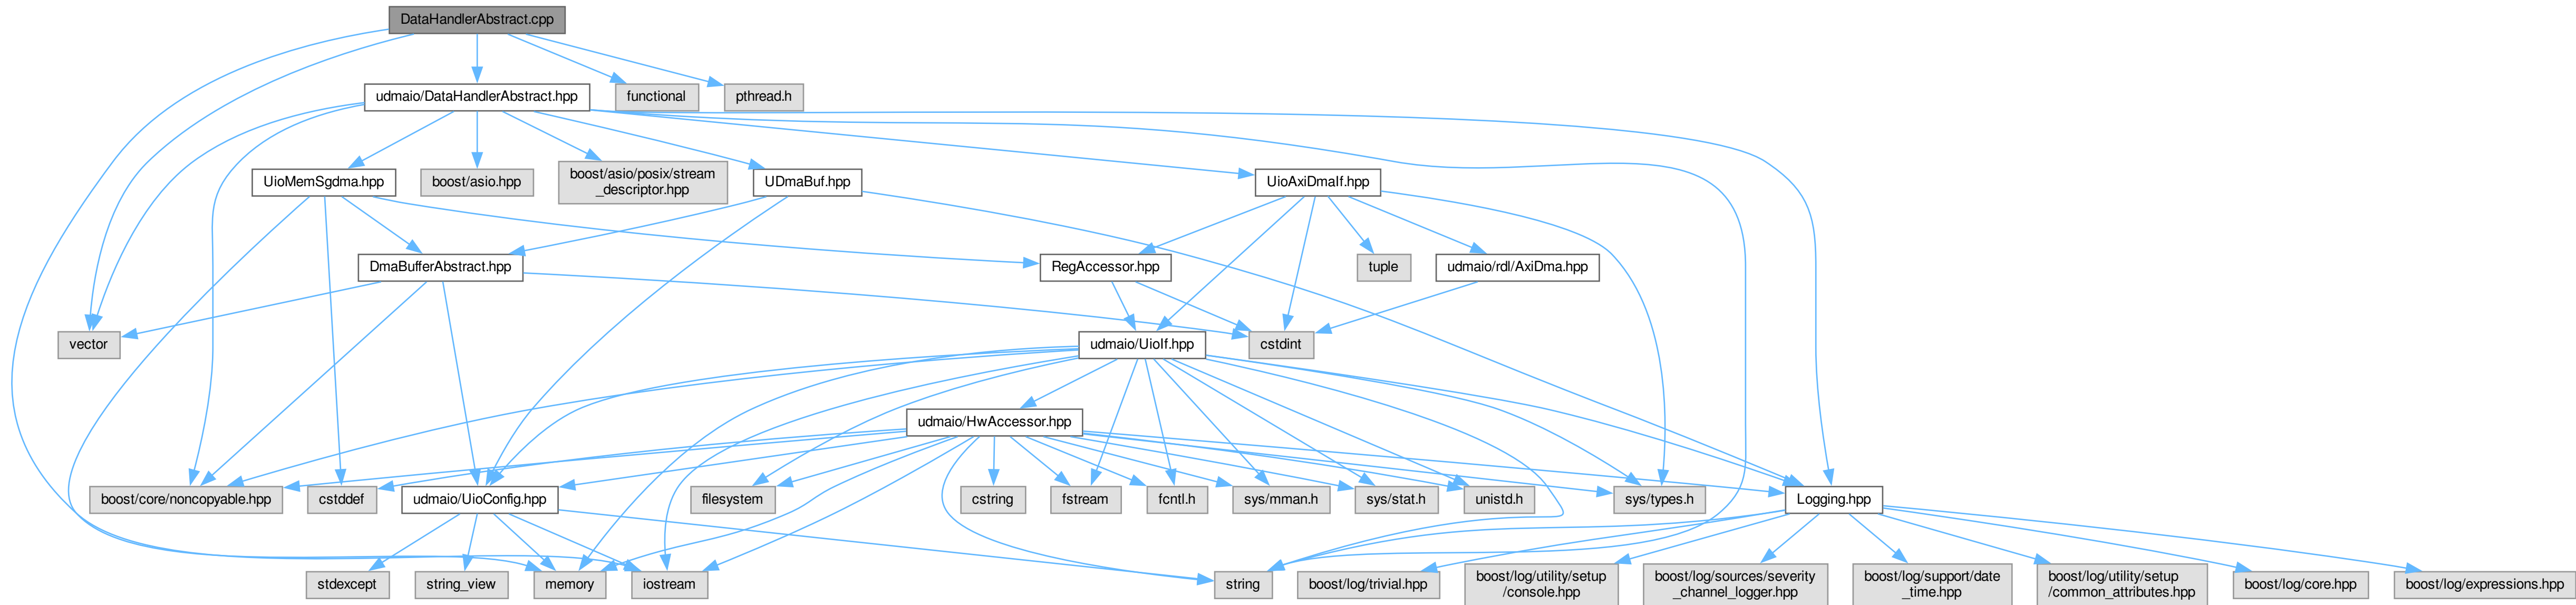 DataHandlerAbstract.cpp
udmaio/DataHandlerAbstract.hpp
functional
pthread.h
UioMemSgdma.hpp
boost/asio.hpp
boost/asio/posix/stream
_descriptor.hpp
UDmaBuf.hpp
UioAxiDmaIf.hpp
DmaBufferAbstract.hpp
RegAccessor.hpp
tuple
udmaio/rdl/AxiDma.hpp
vector
udmaio/UioIf.hpp
cstdint
udmaio/HwAccessor.hpp
boost/core/noncopyable.hpp
cstddef
udmaio/UioConfig.hpp
filesystem
cstring
fstream
fcntl.h
sys/mman.h
sys/stat.h
unistd.h
sys/types.h
Logging.hpp
stdexcept
string_view
memory
iostream
string
boost/log/trivial.hpp
boost/log/utility/setup
/console.hpp
boost/log/sources/severity
_channel_logger.hpp
boost/log/support/date
_time.hpp
boost/log/utility/setup
/common_attributes.hpp
boost/log/core.hpp
boost/log/expressions.hpp